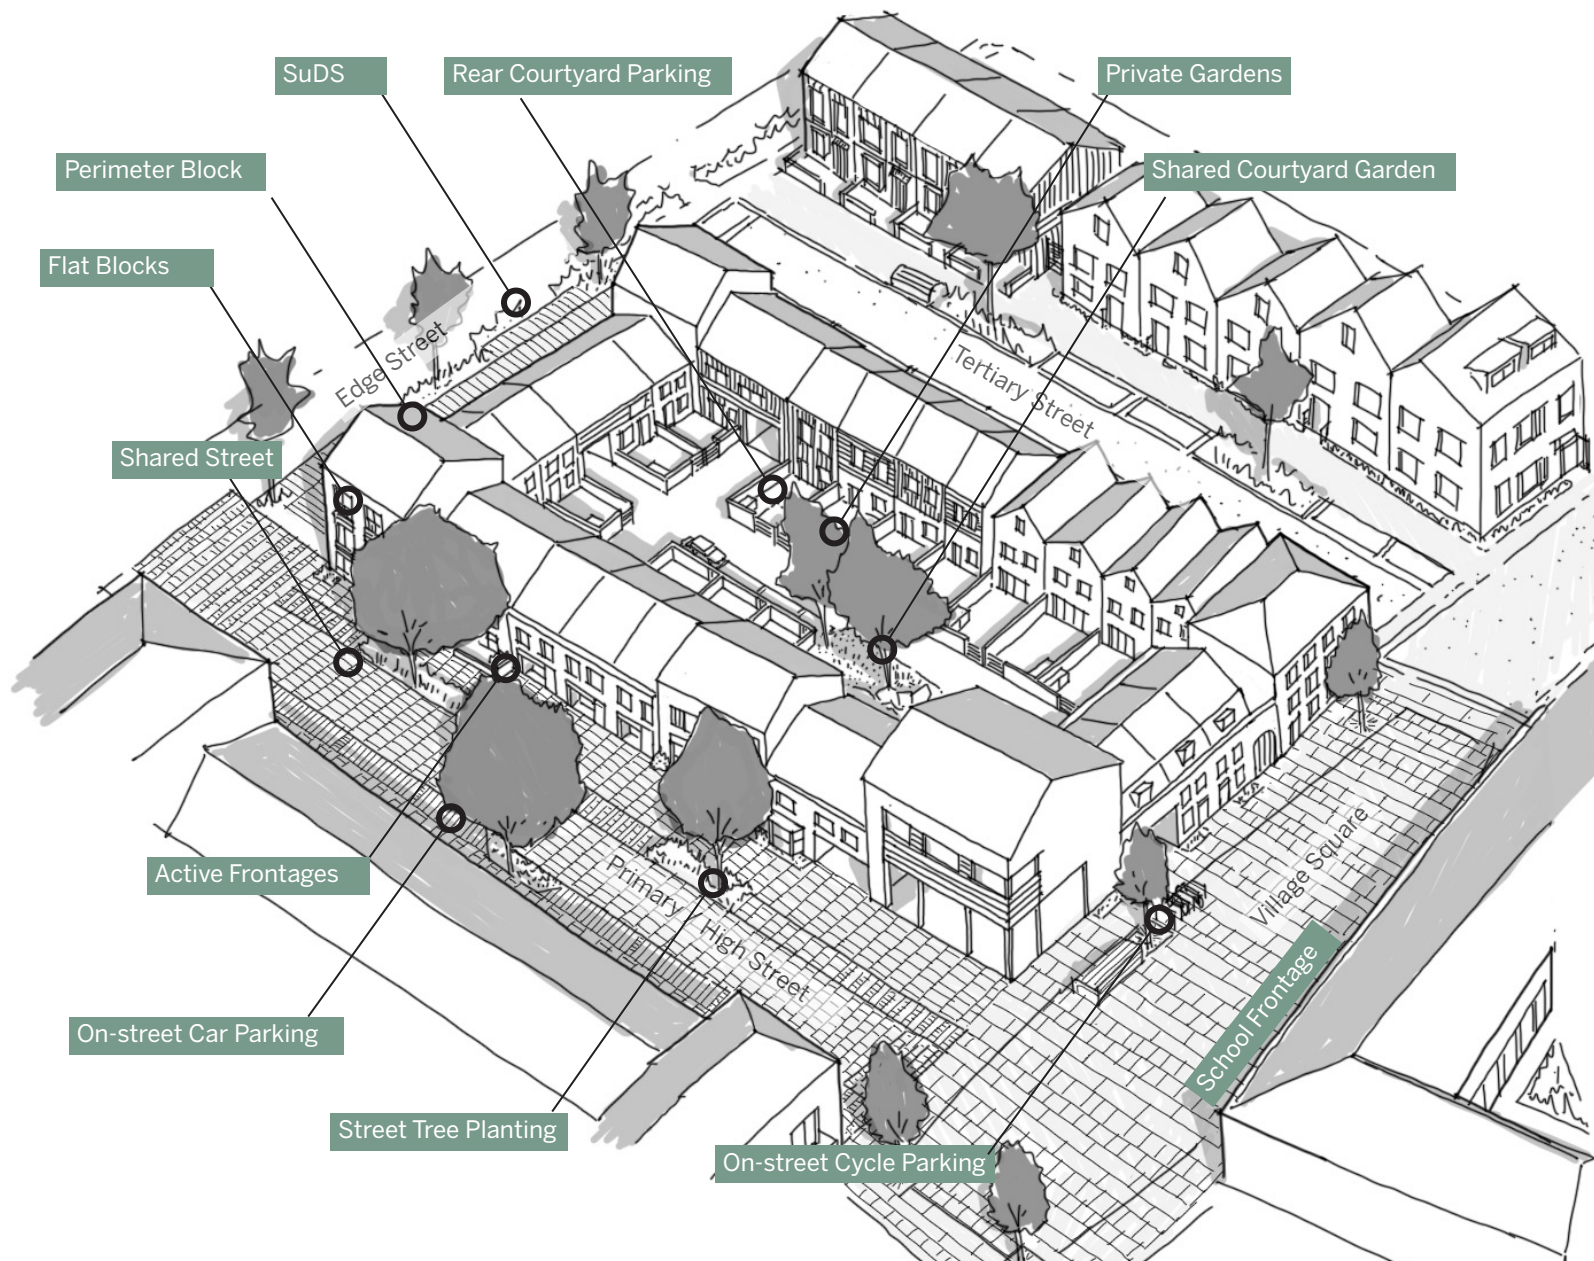 SuDS
Rear Courtyard Parking
Private Gardens
Perimeter Block
Shared Courtyard Garden
Flat Blocks
Edge Street
Tertiary Street
Shared Street
Active Frontages
Primary / High Street
Village Square
School Frontage
On-street Car Parking
Street Tree Planting
On-street Cycle Parking